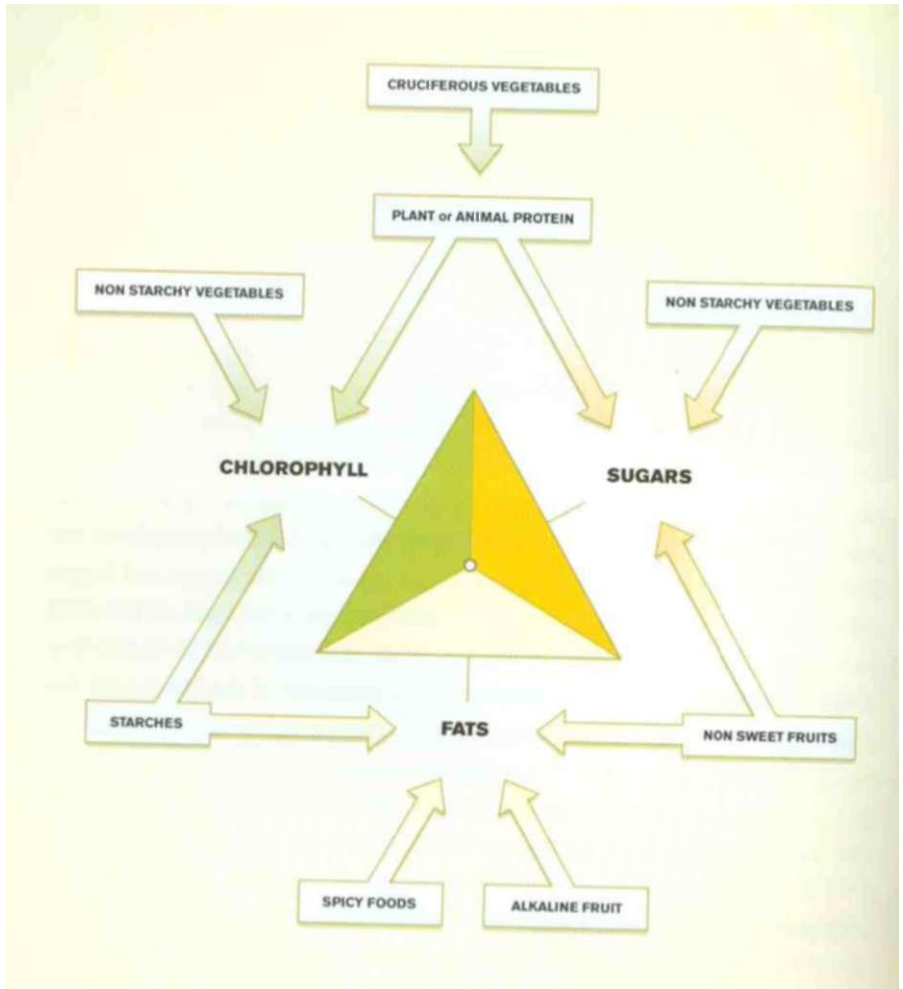 CRUCIFEROUS VEGETABLES
PLANT or ANIMAL PROTEIN
NON STARCHY VEGETABLES
NON STARCHY VEGETABLES
CHLOROPHYLL
SUGARS
STARCHES
FATS
NON SWEET FRUITS
SPICY FOODS
ALKALINE FRUIT